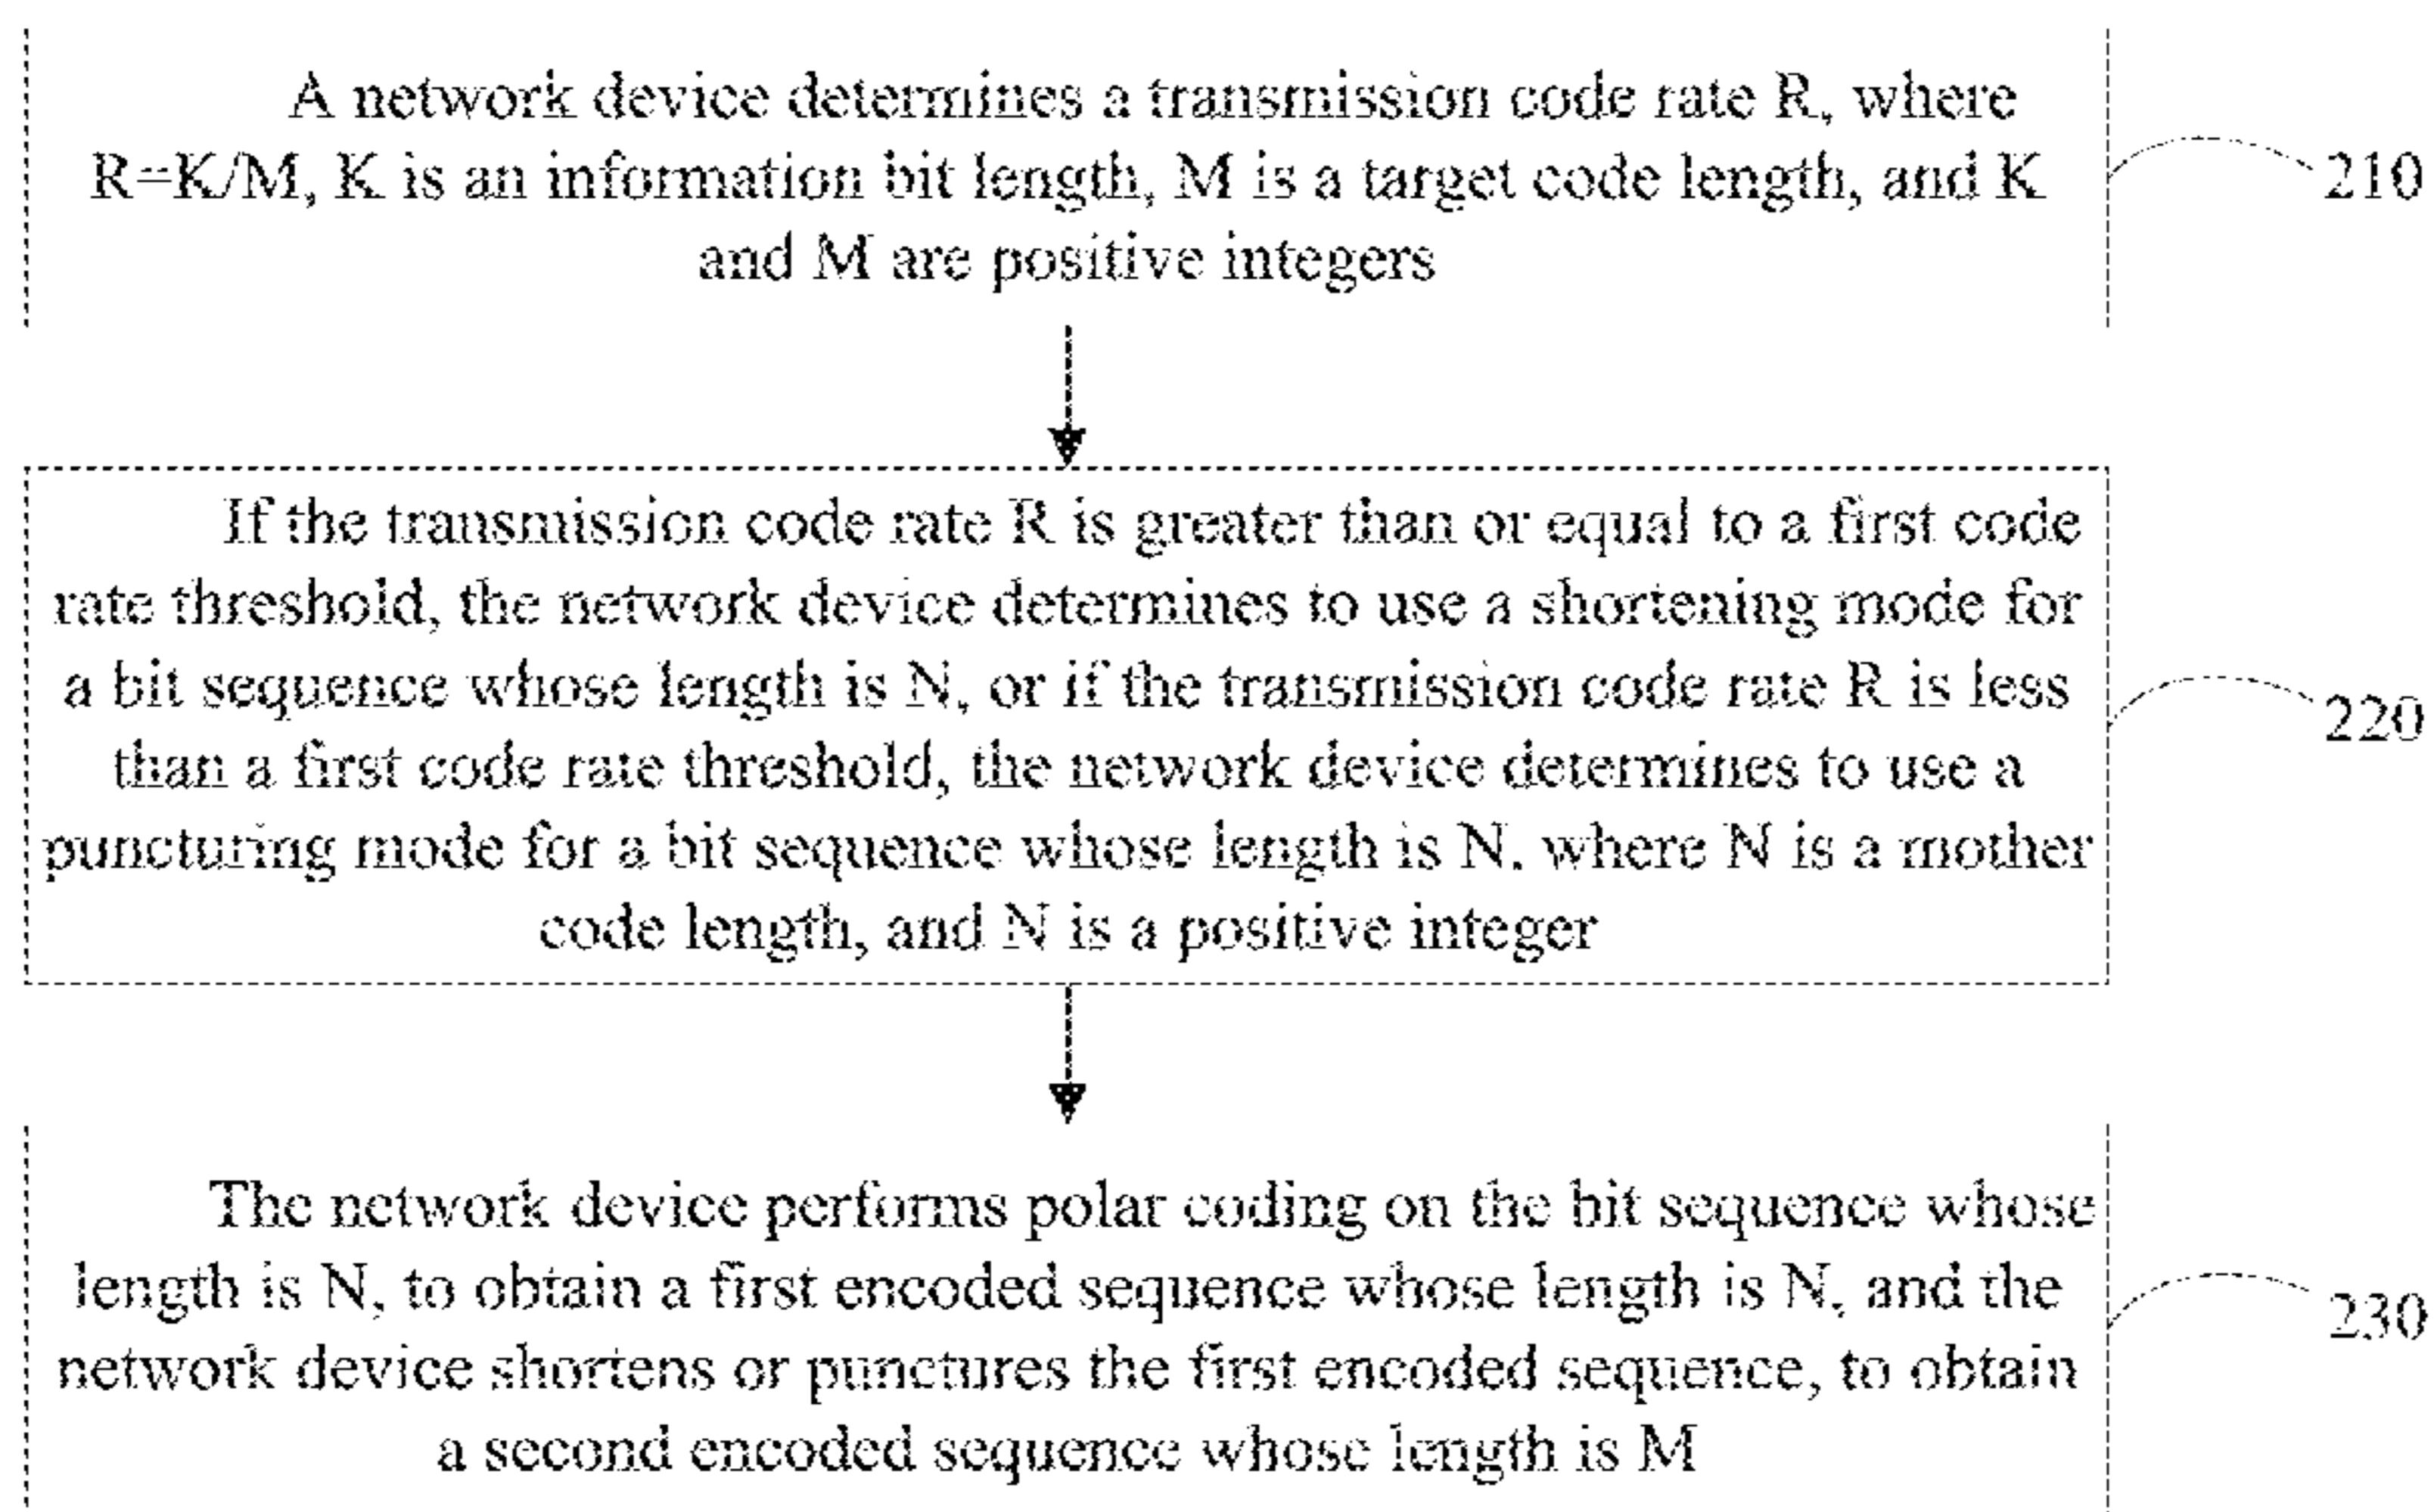 A network device determines a transmission code rate R, where
R=K/M, K is an information bit length, M is a target code length, and K
and M are positive integers
210
If the transmission code rate R is greater than or equal to a first code
rate threshold, the network device determines to use a shortening mode for
a bit sequence whose length is N, or if the transmission code rate R is less
than a first code rate threshold, the network device determines to use a
puncturing mode for a bit sequence whose length is N, where N is a mother
code length, and N is a positive integer
220
The network device performs polar coding on the bit sequence whose
length is N, to obtain a first encoded sequence whose length is N, and the
network device shortens or punctures the first encoded sequence, to obtain
a second encoded sequence whose length is M
230